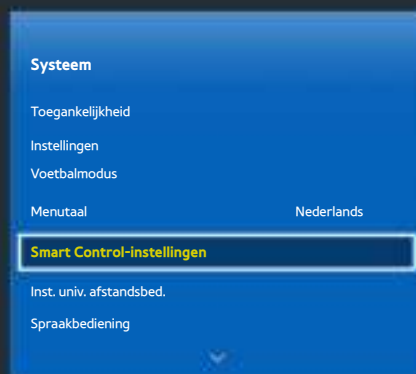 Systeem
Toegankelijkheid
Instellingen
Voetbalmodus
Menutaal Nederlands
Smart Control-instellingen
Inst. univ. afstandsbed.
Spraakbediening